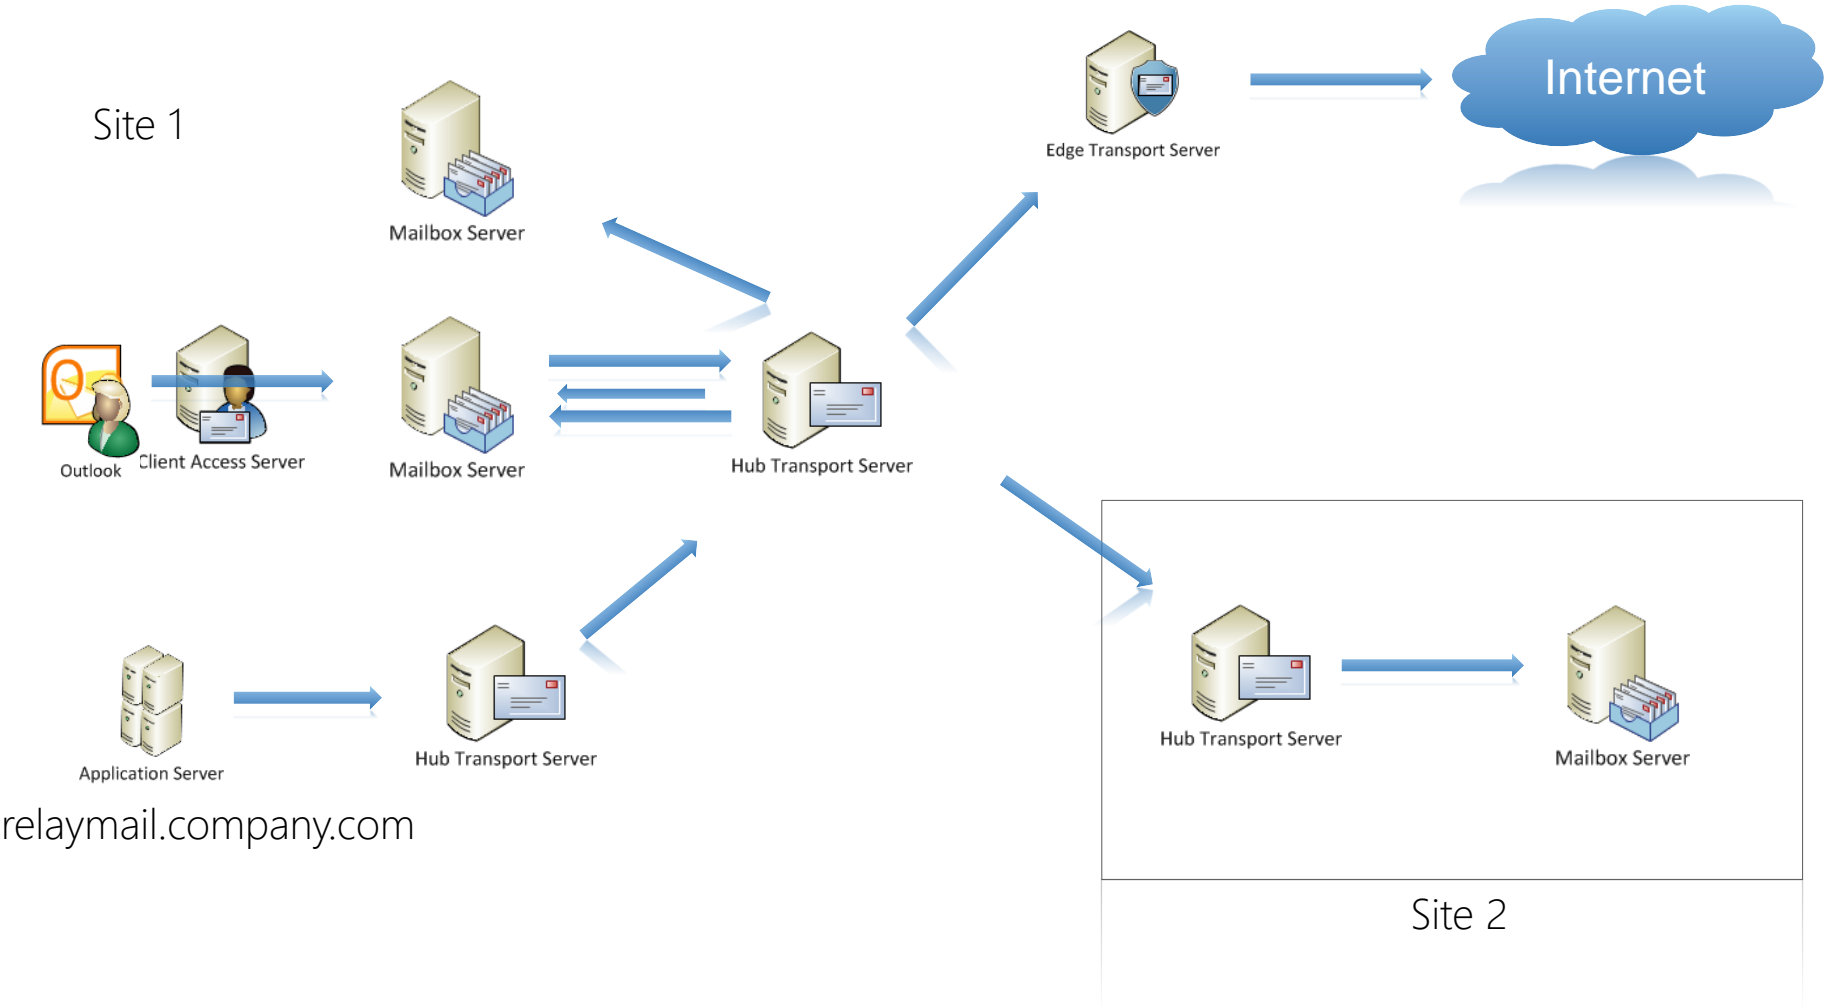 Internet
Edge Transport Server
Site 1
Mailbox Server
Outlook
Client Access Server
Mailbox Server
Hub Transport Server
Application Server
Hub Transport Server
Hub Transport Server
Mailbox Server
relaymail.company.com
Site 2